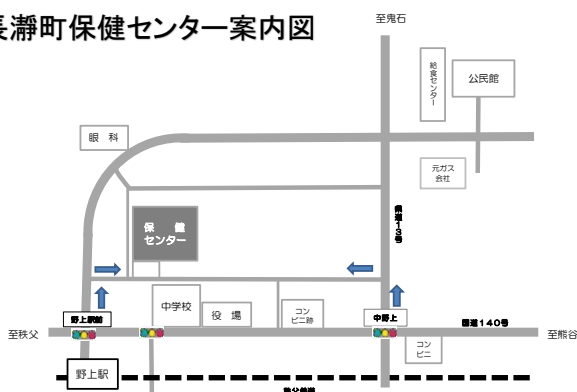 長瀞町保健センター案内図
至鬼石
給食センター
公民館
眼 科
元ガス
会社
保 健
センター
県道13号
中学校
役 場
コン
ビニ跡
野上駅前
中野上
国道140号
至秩父
至熊谷
コン
ビニ
野上駅
秩父鉄道